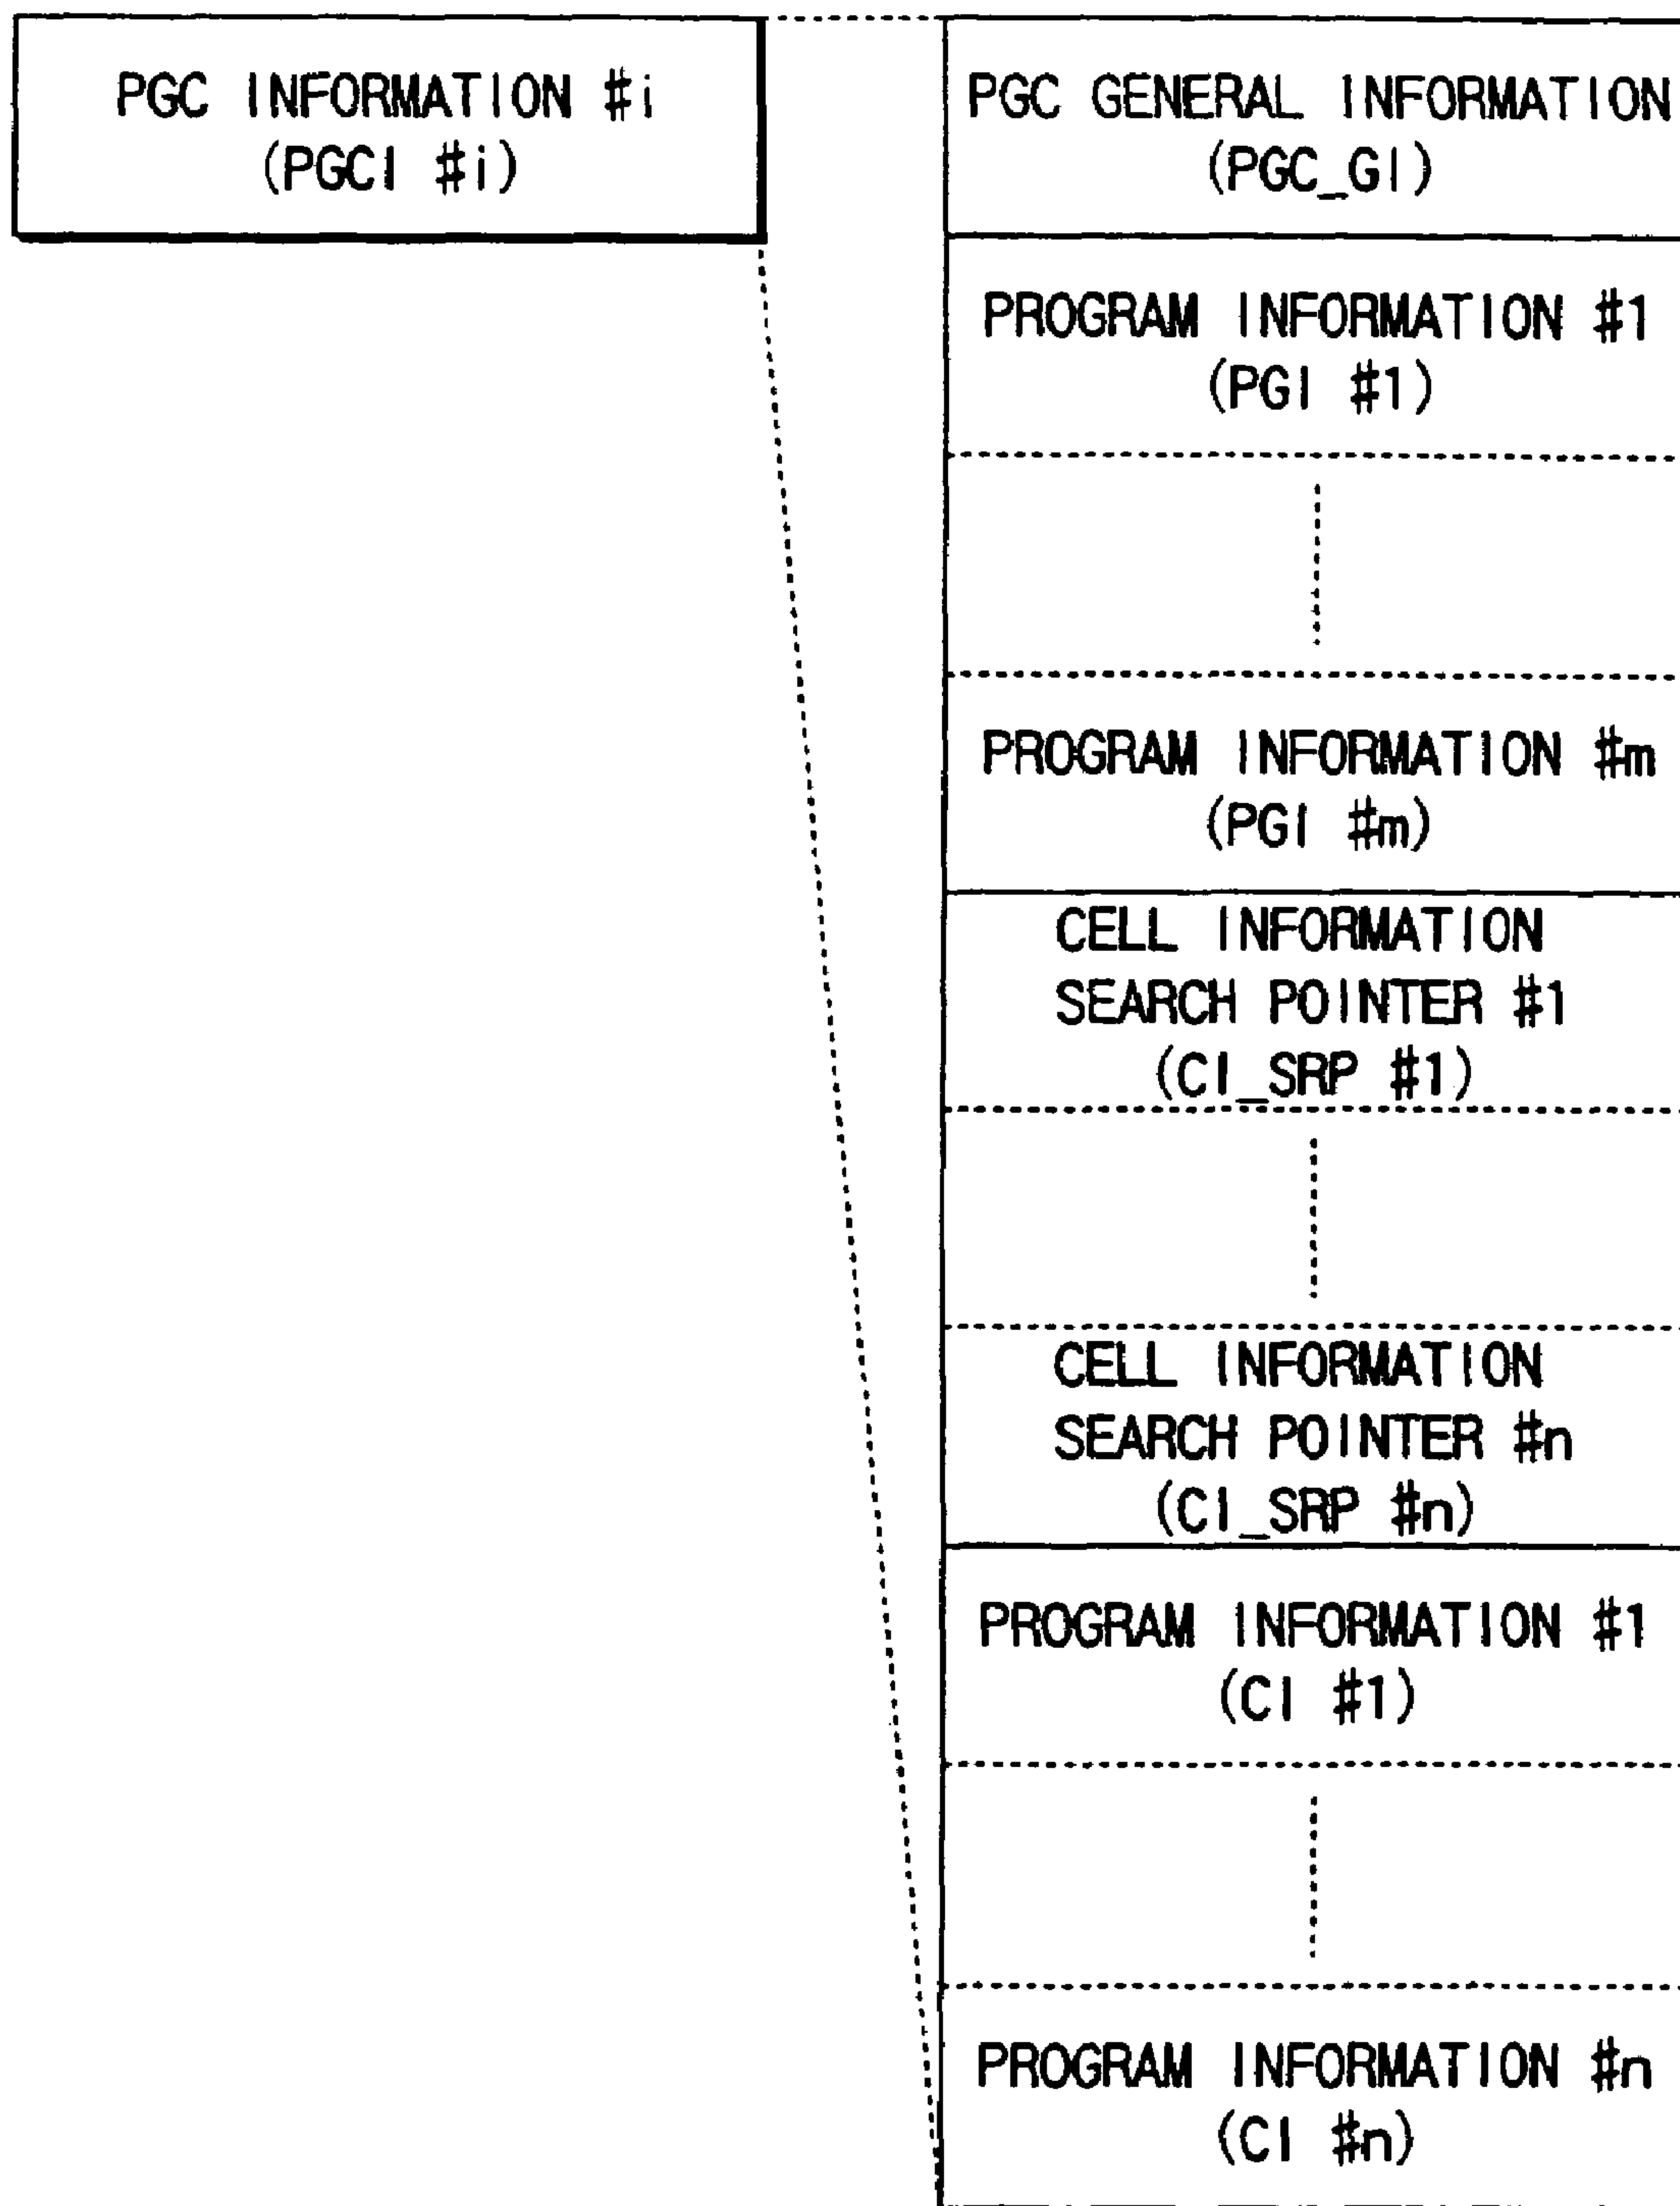 PGC INFORMATION #i
(PGCI #i)
PGC GENERAL INFORMATION
(PGC_GI)
PROGRAM INFORMATION #1
(PGI #1)
PROGRAM INFORMATION #m
(PGI #m)
CELL INFORMATION
SEARCH POINTER #1
(CI_SRP #1)
CELL INFORMATION
SEARCH POINTER #n
(CI_SRP #n)
PROGRAM INFORMATION #1
(CI #1)
PROGRAM INFORMATION #n
(CI #n)